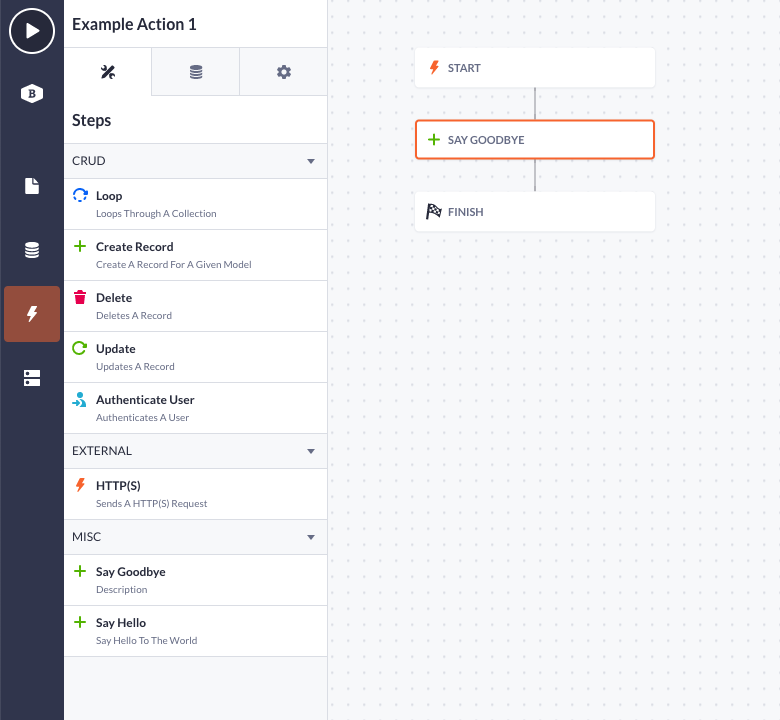 Example Action 1
B
Steps
CRUD
Loop
Loops Through A Collection
Create Record
Create A Record For A Given Model
Delete
Deletes A Record
Update
Updates A Record
Authenticate User
Authenticates A User
EXTERNAL
HTTP(S)
Sends A HTTP(S) Request
MISC
Say Goodbye
Description
Say Hello
Say Hello To The World
START
SAY GOODBYE
FINISH